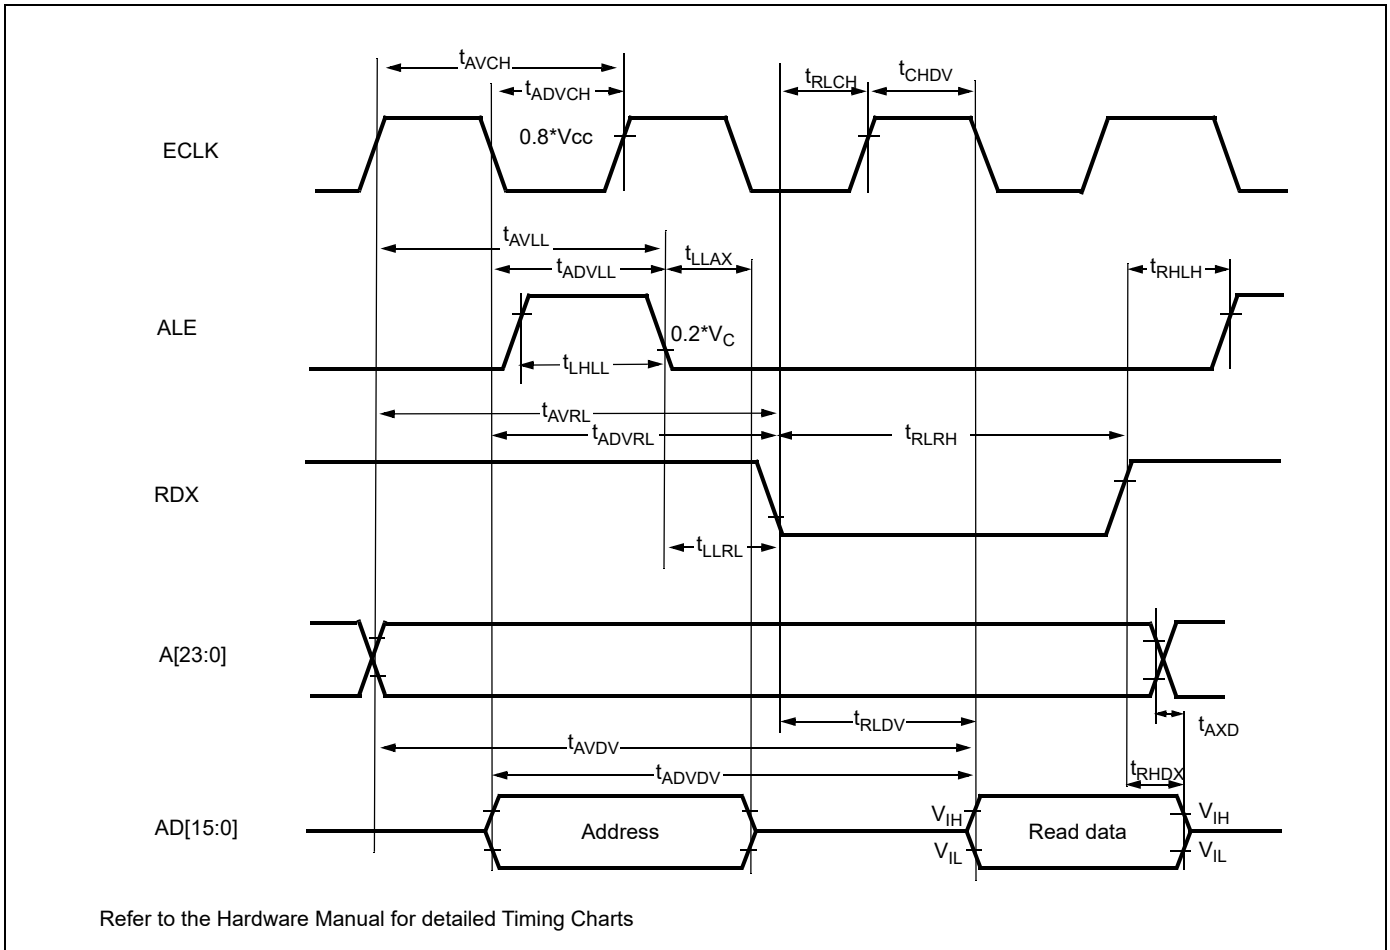 tAVCH
tADVCH
tRLCH
tCHDV
0.8*Vcc
ECLK
tAVLL
tADVLL
tLLAX
tRHLH
ALE
0.2*VC
tLHLL
tAVRL
tADVRL
tRLRH
RDX
tLLRL
A[23:0]
tRLDV
tAXD
tAVDV
tADVDV
tRHDX
AD[15:0]
Address
VIH
VIL
Read data
VIH
VIL
Refer to the Hardware Manual for detailed Timing Charts